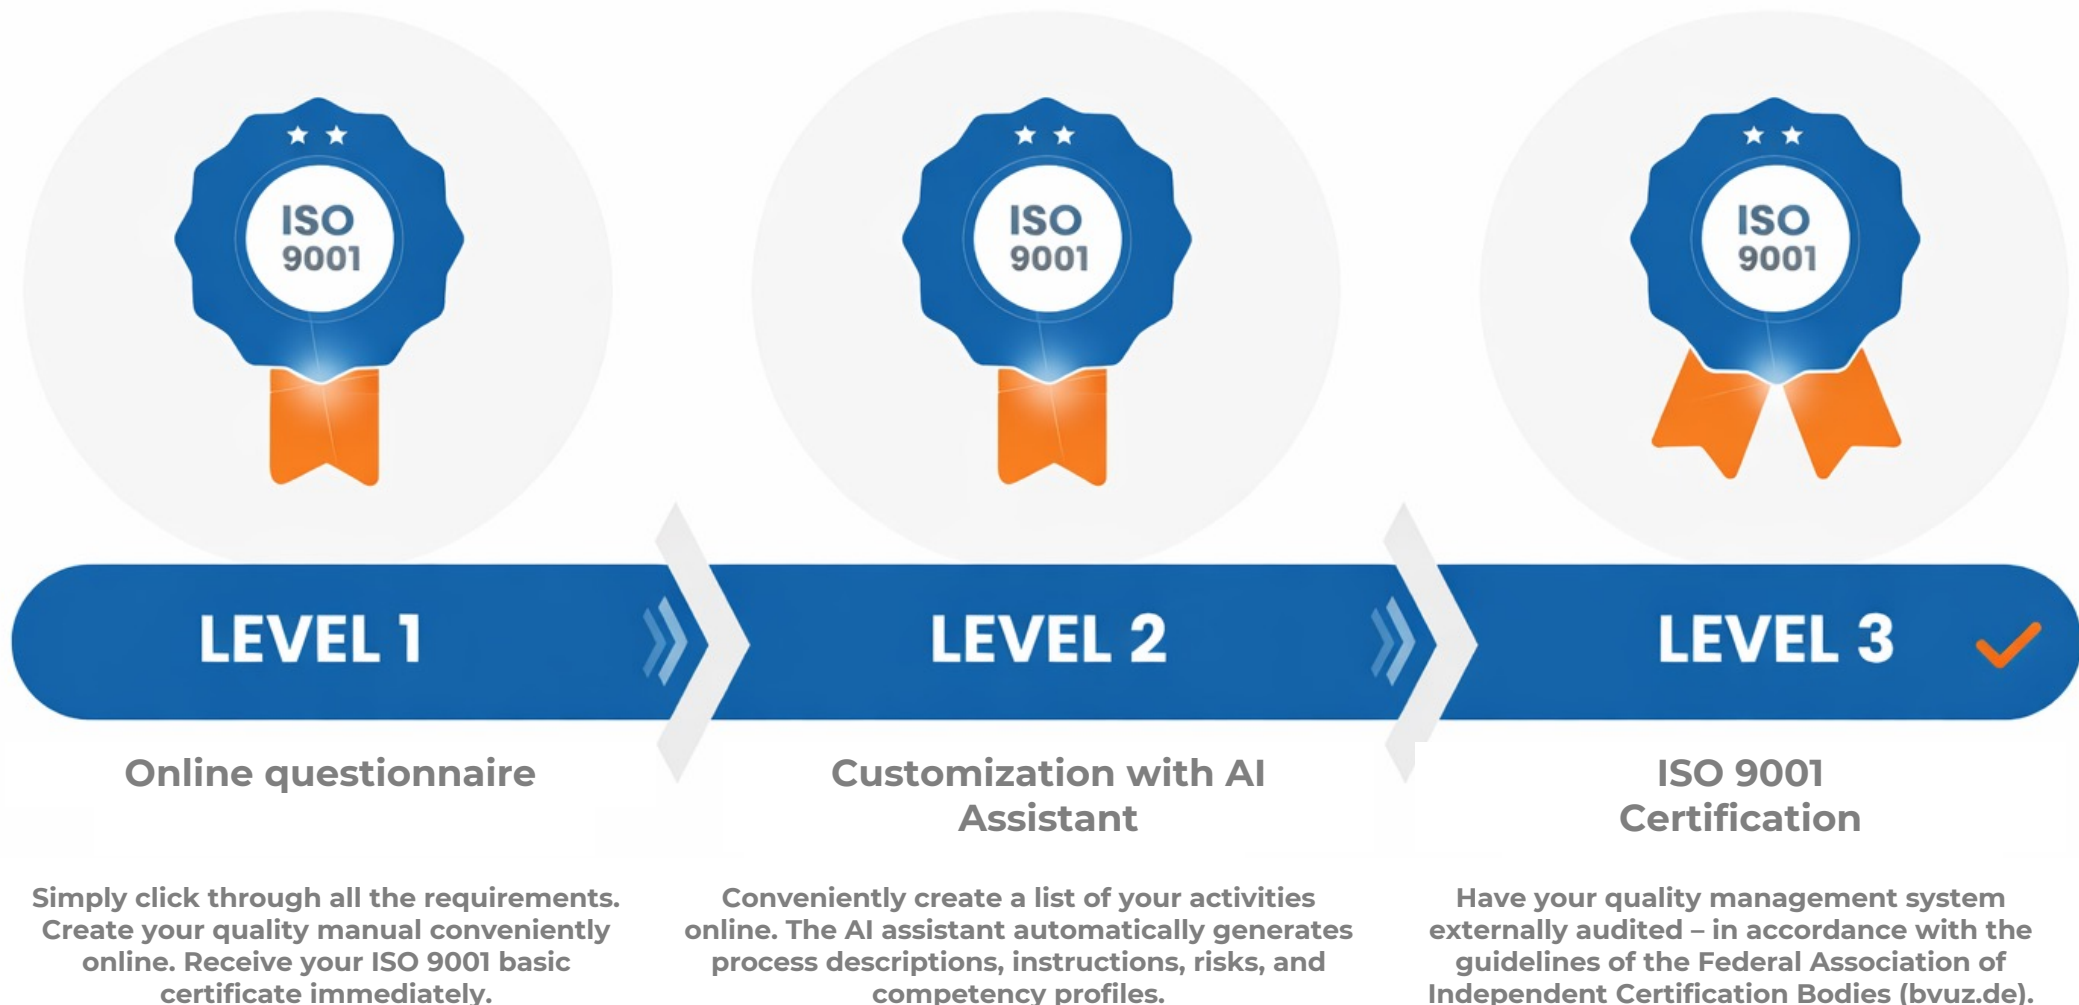 ISO
9001
ISO
9001
ISO
9001
LEVEL 1
LEVEL 2
LEVEL 3
Online questionnaire
Customization with AI
Assistant
ISO 9001
Certification
Simply click through all the requirements.
Create your quality manual conveniently
online. Receive your ISO 9001 basic
certificate immediately.
Conveniently create a list of your activities
online. The AI assistant automatically generates
process descriptions, instructions, risks, and
competency profiles.
Have your quality management system
externally audited – in accordance with the
guidelines of the Federal Association of
Independent Certification Bodies (bvuz.de).